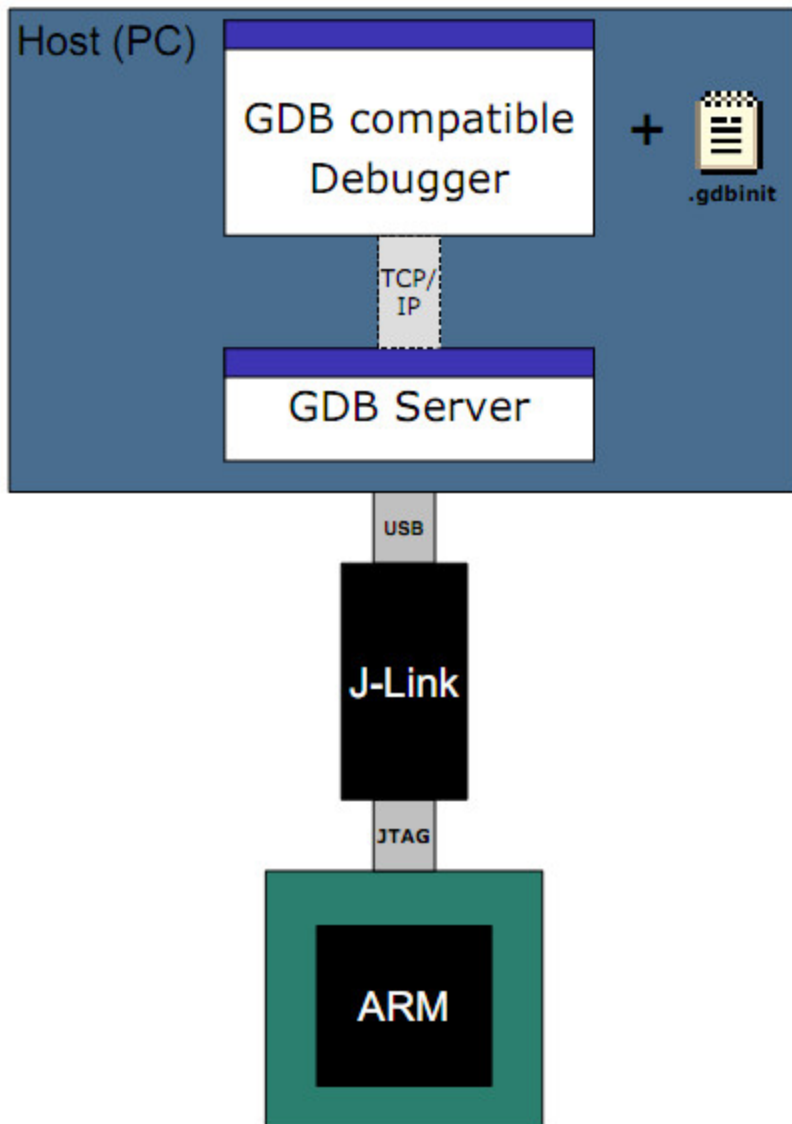 Host (PC)
GDB compatible
Debugger
+
.gdbinit
TCP/
IP
GDB Server
USB
J-Link
JTAG
ARM